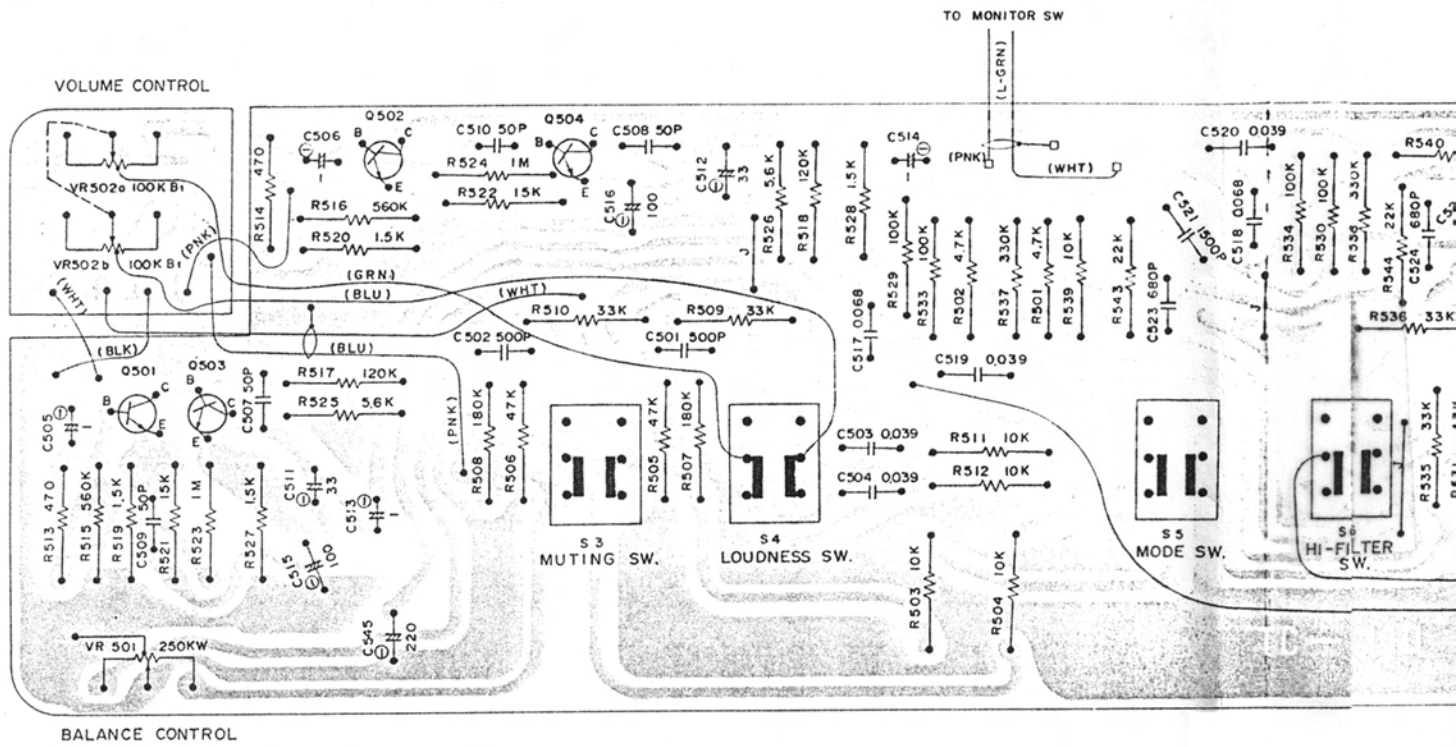 TO MONITOR SW
(L-GRN)
(PNK)
(WHT)
VOLUME CONTROL
VR502a 100K B1
VR502b 100K B1
(WHT)
(PNK)
(GRN)
(BLU)
(WHT)
(BLK)
(BLU)
(PNK)
R514 470
C506 1
Q502
B
C
E
R516 560K
R520 1.5K
C510 50P
R524 1M
R522 15K
Q504
B
C
E
C508 50P
C516 100
C512 33
J
R526 5.6K
R518 120K
R528 1.5K
C514 1
R529 100K
R533 100K
R502 4.7K
R537 330K
R501 4.7K
R539 10K
R543 22K
C521 1500P
C523 680P
C520 0.039
C518 0.068
J
R534 100K
R530 100K
R538 330K
R540
R544 22K
C524 680P
R536 33K
R510 33K
R509 33K
C502 500P
C501 500P
C517 0.068
C519 0.039
Q501
B
C
E
Q503
B
C
E
C507 50P
R517 120K
R525 5.6K
C505 1
R508 180K
R506 47K
R505 47K
R507 180K
C503 0.039
C504 0.039
R511 10K
R512 10K
R535 33K
J
R513 470
R515 560K
R519 1.5K
C509 50P
R521 15K
R523 1M
R527 1.5K
C511 33
C513 1
C515 100
C545 220
S3
MUTING SW.
S4
LOUDNESS SW.
S5
MODE SW.
S6
HI-FILTER
SW.
R503 10K
R504 10K
VR 501 250KW
BALANCE CONTROL